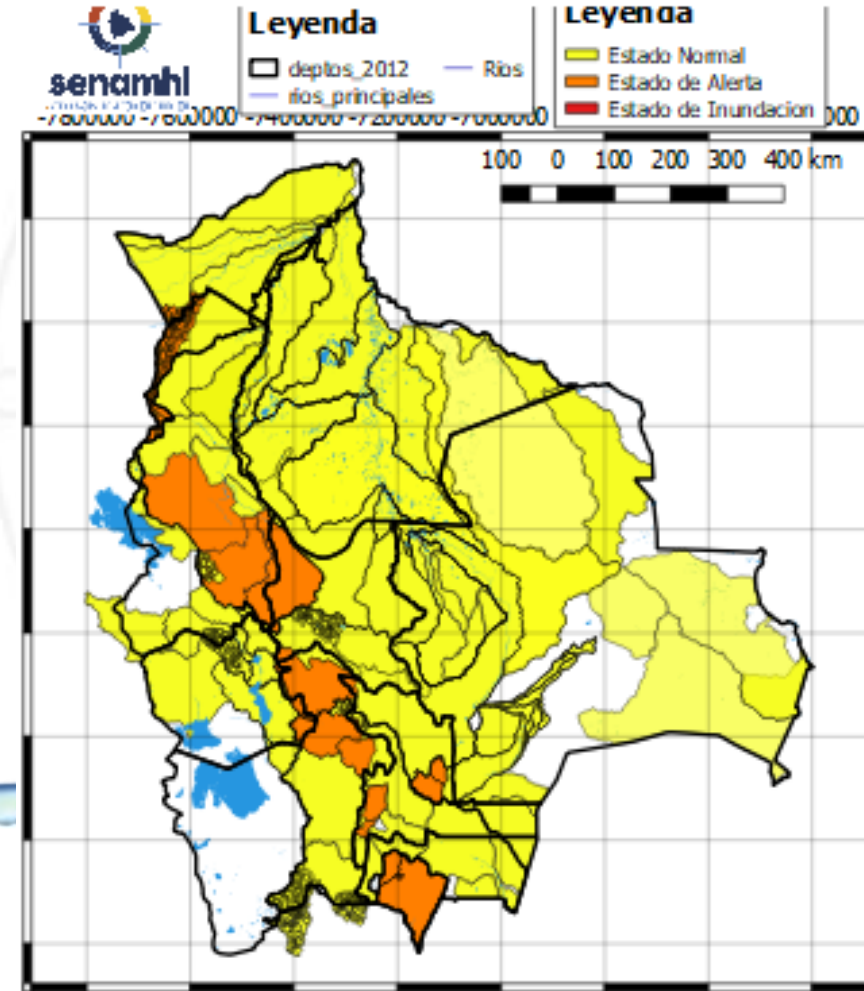 senamhi
Leyenda
deptos_2012
Rios
rios_principales
Leyenda
Estado Normal
Estado de Alerta
Estado de Inundacion
-7800000 -7600000 -7400000 -7200000 -7000000
000
100 0 100 200 300 400 km